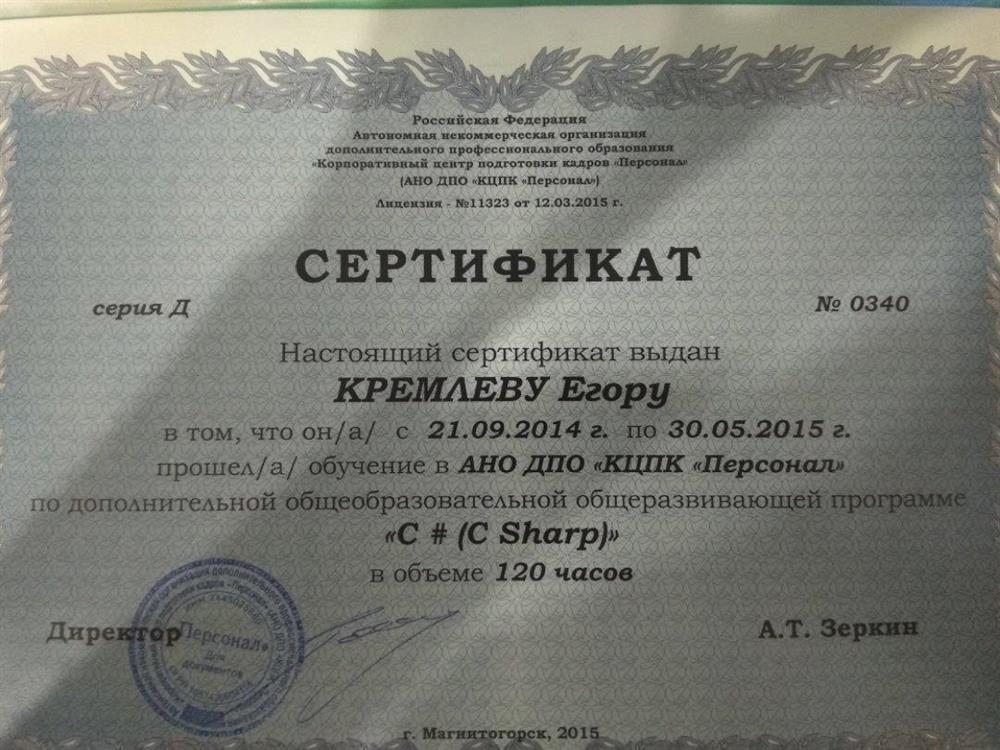 Российская Федерация
Автономная некоммерческая организация
дополнительного профессионального образования
«Корпоративный центр подготовки кадров «Персонал»
(АНО ДПО «КЦПК «Персонал»)
Лицензия - №11323 от 12.03.2015 г.
СЕРТИФИКАТ
серия Д № 0340
Настоящий сертификат выдан
КРЕМЛЕВУ Егору
в том, что он/а/ с 21.09.2014 г. по 30.05.2015 г.
прошел/а/ обучение в АНО ДПО «КЦПК «Персонал»
по дополнительной общеобразовательной общеразвивающей программе
«C # (C Sharp)»
в объеме 120 часов
Директор А.Т. Зеркин
Персонал»
Для
документов
г. Магнитогорск, 2015